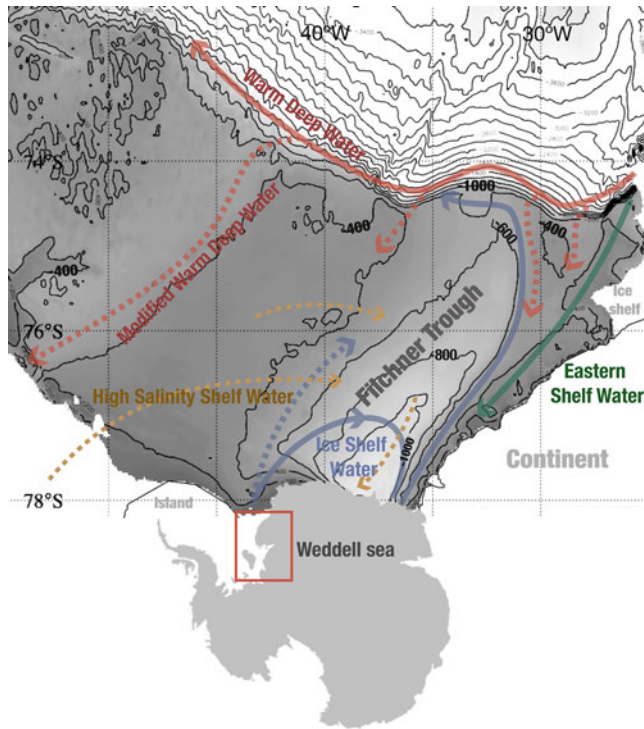 40°W
30°W
Warm Deep Water
74°S
-1000
-400
-400
-600
-400
Modified Warm Deep Water
Ice
shelf
76°S
Fitchner Trough
-800
Eastern
Shelf Water
High Salinity Shelf Water
Ice Shelf
Water
-1000
Continent
78°S
Island
Weddell sea